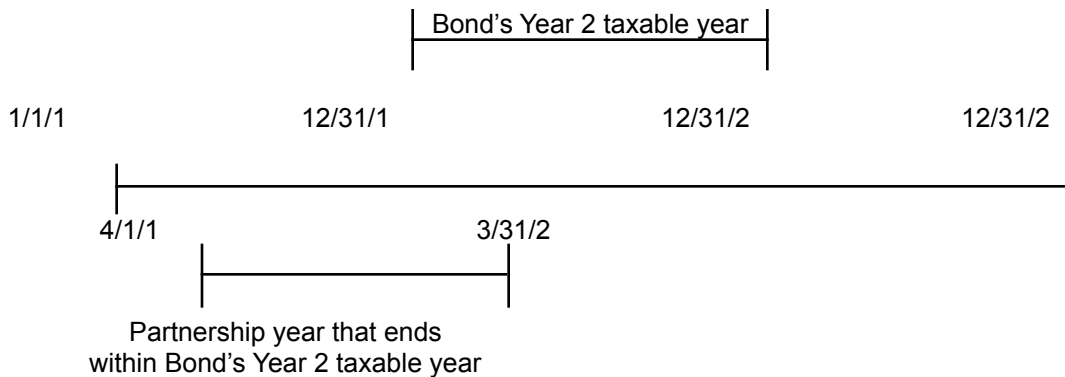 Bond’s Year 2 taxable year
1/1/1 12/31/1 12/31/2 12/31/2
4/1/1 3/31/2
Partnership year that ends
within Bond’s Year 2 taxable year